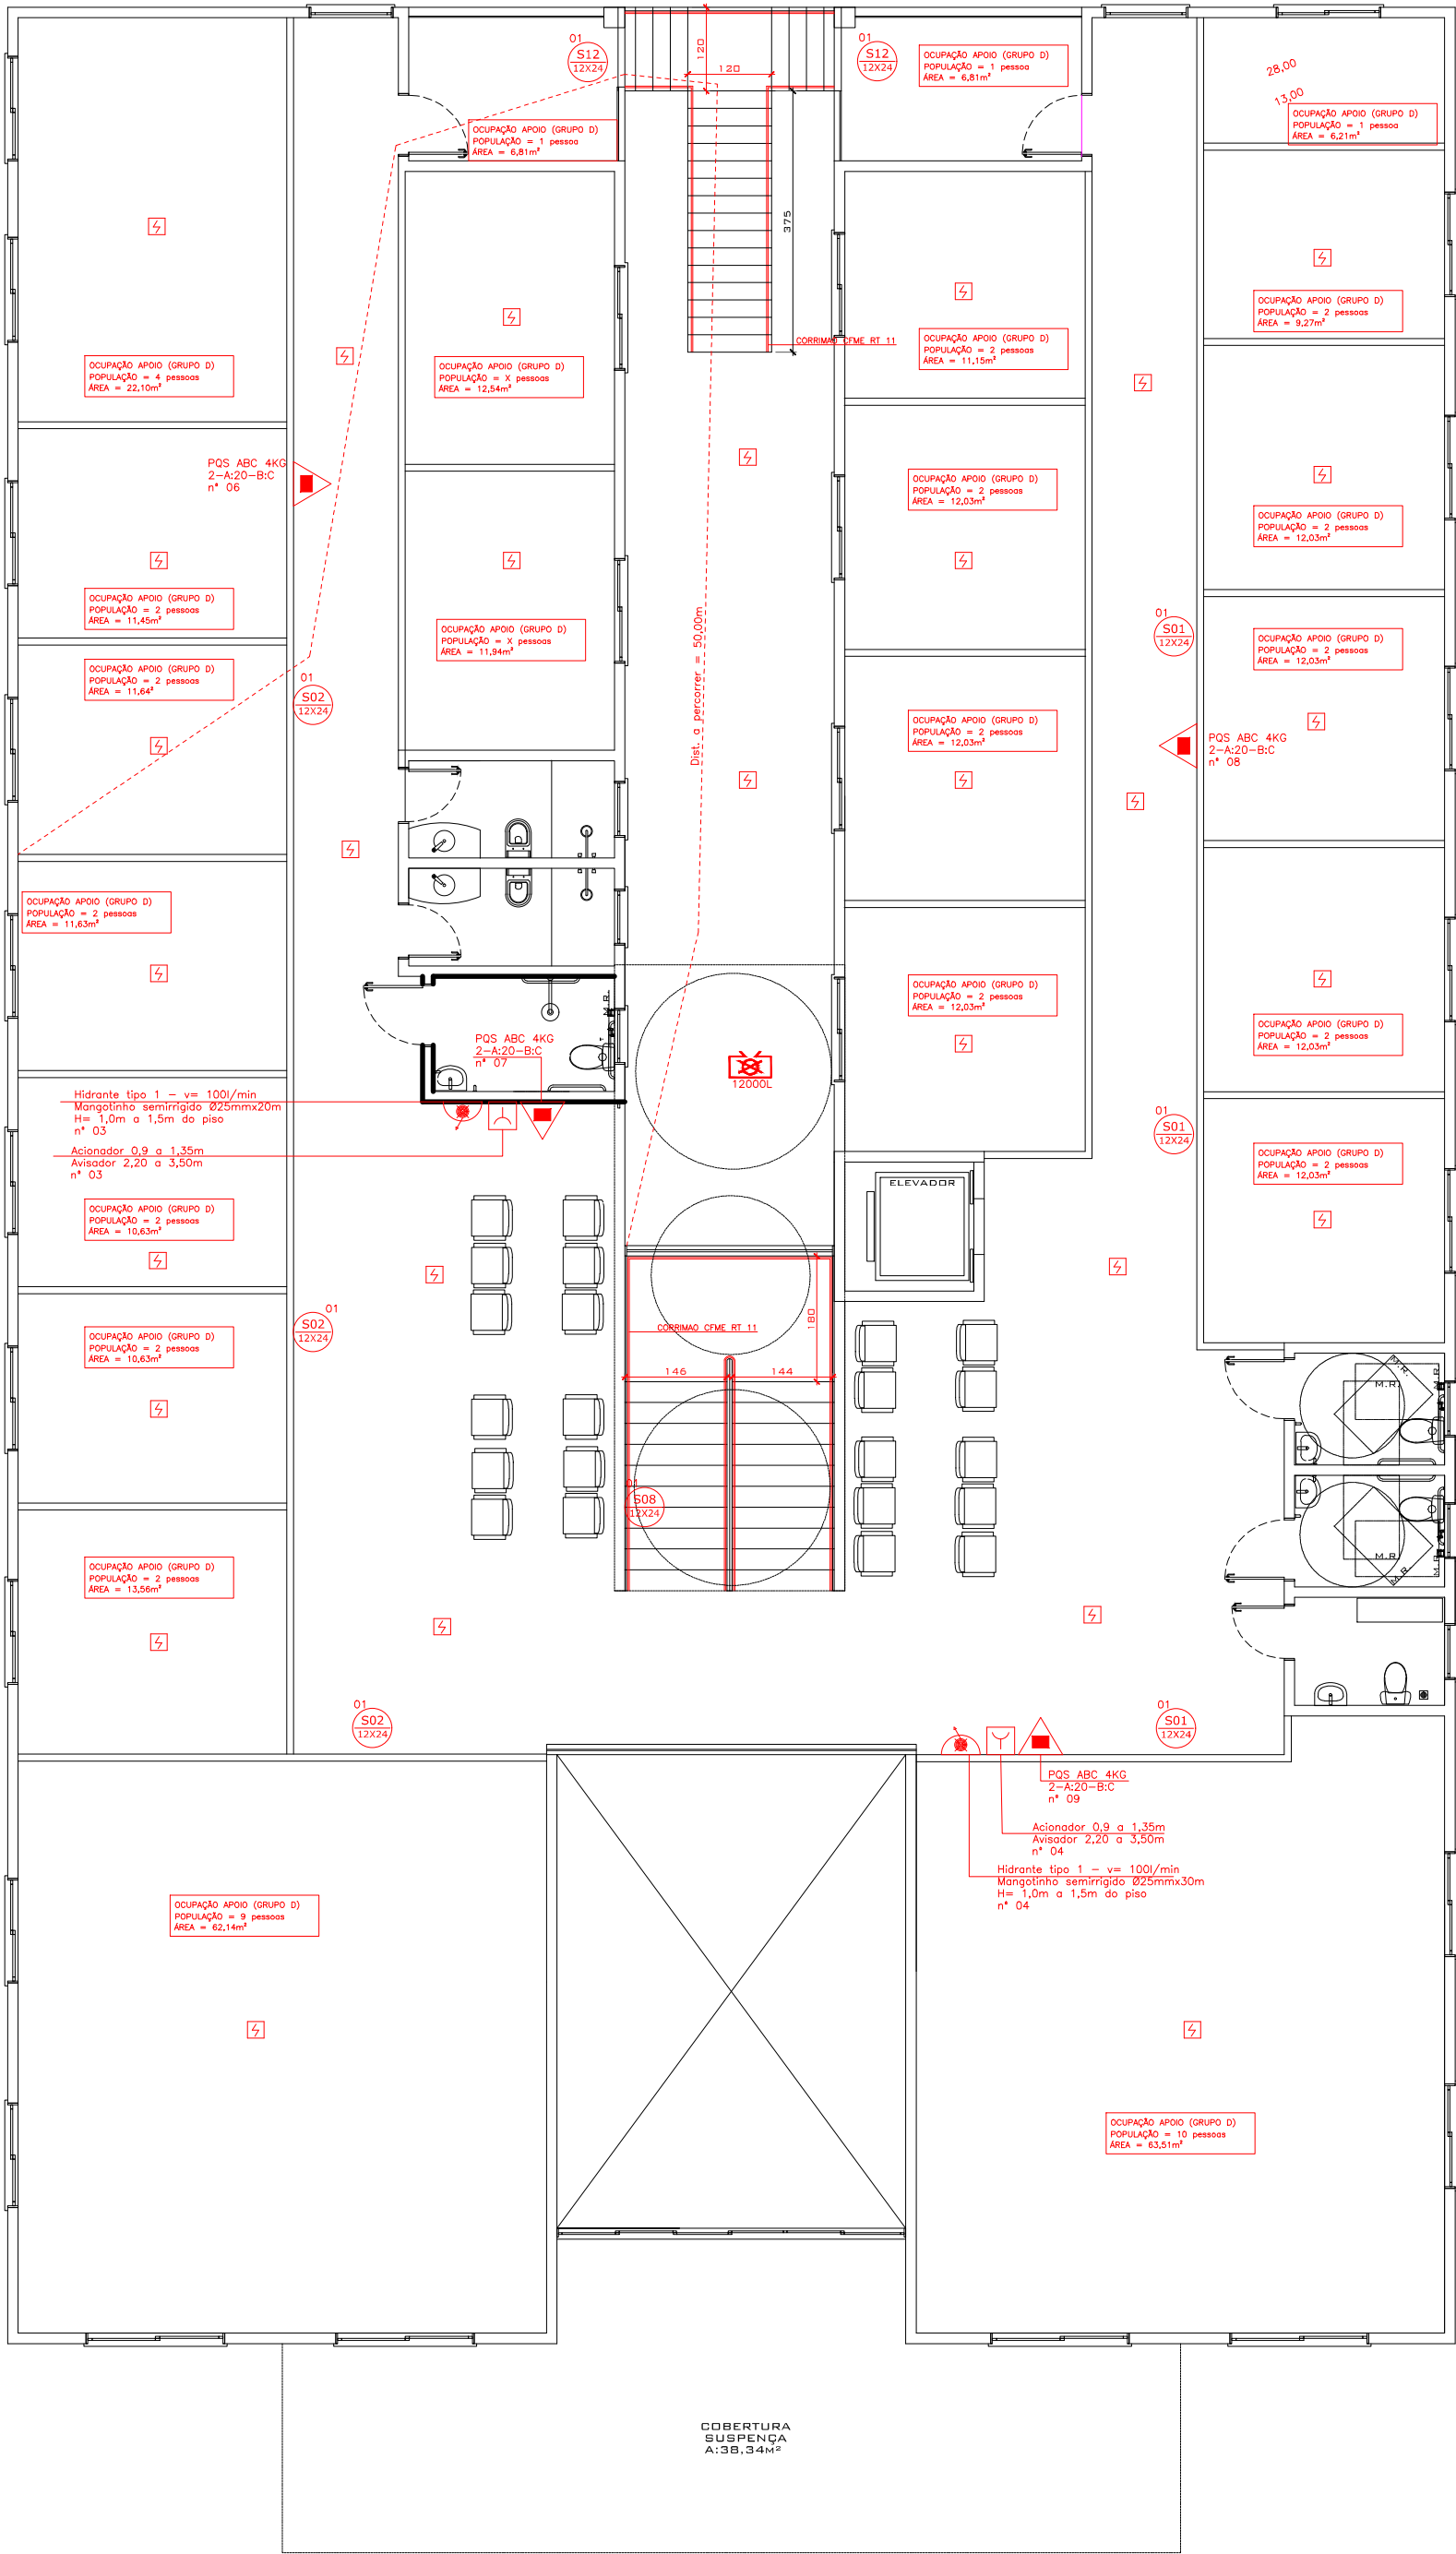 01
S12
12X24
120
120
01
S12
12X24
OCUPAÇÃO APOIO (GRUPO D)
POPULAÇÃO = 1 pessoa
ÁREA = 6,81m²
28,00
13,00
OCUPAÇÃO APOIO (GRUPO D)
POPULAÇÃO = 1 pessoa
ÁREA = 6,21m²
OCUPAÇÃO APOIO (GRUPO D)
POPULAÇÃO = 1 pessoa
ÁREA = 6,81m²
375
OCUPAÇÃO APOIO (GRUPO D)
POPULAÇÃO = 2 pessoas
ÁREA = 9,27m²
CORRIMAO CFME RT 11
OCUPAÇÃO APOIO (GRUPO D)
POPULAÇÃO = 2 pessoas
ÁREA = 11,15m²
OCUPAÇÃO APOIO (GRUPO D)
POPULAÇÃO = 4 pessoas
ÁREA = 22,10m²
OCUPAÇÃO APOIO (GRUPO D)
POPULAÇÃO = X pessoas
ÁREA = 12,54m²
PQS ABC 4KG
2-A:20-B:C
n° 06
OCUPAÇÃO APOIO (GRUPO D)
POPULAÇÃO = 2 pessoas
ÁREA = 12,03m²
OCUPAÇÃO APOIO (GRUPO D)
POPULAÇÃO = 2 pessoas
ÁREA = 12,03m²
OCUPAÇÃO APOIO (GRUPO D)
POPULAÇÃO = 2 pessoas
ÁREA = 11,45m²
OCUPAÇÃO APOIO (GRUPO D)
POPULAÇÃO = X pessoas
ÁREA = 11,94m²
Dist. a percorrer = 50,00m
01
S01
12X24
OCUPAÇÃO APOIO (GRUPO D)
POPULAÇÃO = 2 pessoas
ÁREA = 12,03m²
OCUPAÇÃO APOIO (GRUPO D)
POPULAÇÃO = 2 pessoas
ÁREA = 11,64²
01
S02
12X24
OCUPAÇÃO APOIO (GRUPO D)
POPULAÇÃO = 2 pessoas
ÁREA = 12,03m²
PQS ABC 4KG
2-A:20-B:C
n° 08
OCUPAÇÃO APOIO (GRUPO D)
POPULAÇÃO = 2 pessoas
ÁREA = 11,63m²
OCUPAÇÃO APOIO (GRUPO D)
POPULAÇÃO = 2 pessoas
ÁREA = 12,03m²
OCUPAÇÃO APOIO (GRUPO D)
POPULAÇÃO = 2 pessoas
ÁREA = 12,03m²
M.R.
PQS ABC 4KG
2-A:20-B:C
n° 07
12000L
Hidrante tipo 1 - v= 100l/min
Mangotinho semirrigido Ø25mmx20m
H= 1,0m a 1,5m do piso
n° 03
Acionador 0,9 a 1,35m
Avisador 2,20 a 3,50m
n° 03
01
S01
12X24
OCUPAÇÃO APOIO (GRUPO D)
POPULAÇÃO = 2 pessoas
ÁREA = 12,03m²
ELEVADOR
OCUPAÇÃO APOIO (GRUPO D)
POPULAÇÃO = 2 pessoas
ÁREA = 10,63m²
180
01
S02
12X24
CORRIMAO CFME RT 11
OCUPAÇÃO APOIO (GRUPO D)
POPULAÇÃO = 2 pessoas
ÁREA = 10,63m²
146
144
M.R.
M.R.
M.R.
01
S08
12X24
M.R.
M.R.
M.R.
OCUPAÇÃO APOIO (GRUPO D)
POPULAÇÃO = 2 pessoas
ÁREA = 13,56m²
01
S02
12X24
01
S01
12X24
PQS ABC 4KG
2-A:20-B:C
n° 09
Acionador 0,9 a 1,35m
Avisador 2,20 a 3,50m
n° 04
Hidrante tipo 1 - v= 100l/min
Mangotinho semirrigido Ø25mmx30m
H= 1,0m a 1,5m do piso
n° 04
OCUPAÇÃO APOIO (GRUPO D)
POPULAÇÃO = 9 pessoas
ÁREA = 62,14m²
OCUPAÇÃO APOIO (GRUPO D)
POPULAÇÃO = 10 pessoas
ÁREA = 63,51m²
COBERTURA
SUSPENÇA
A:38,34M²